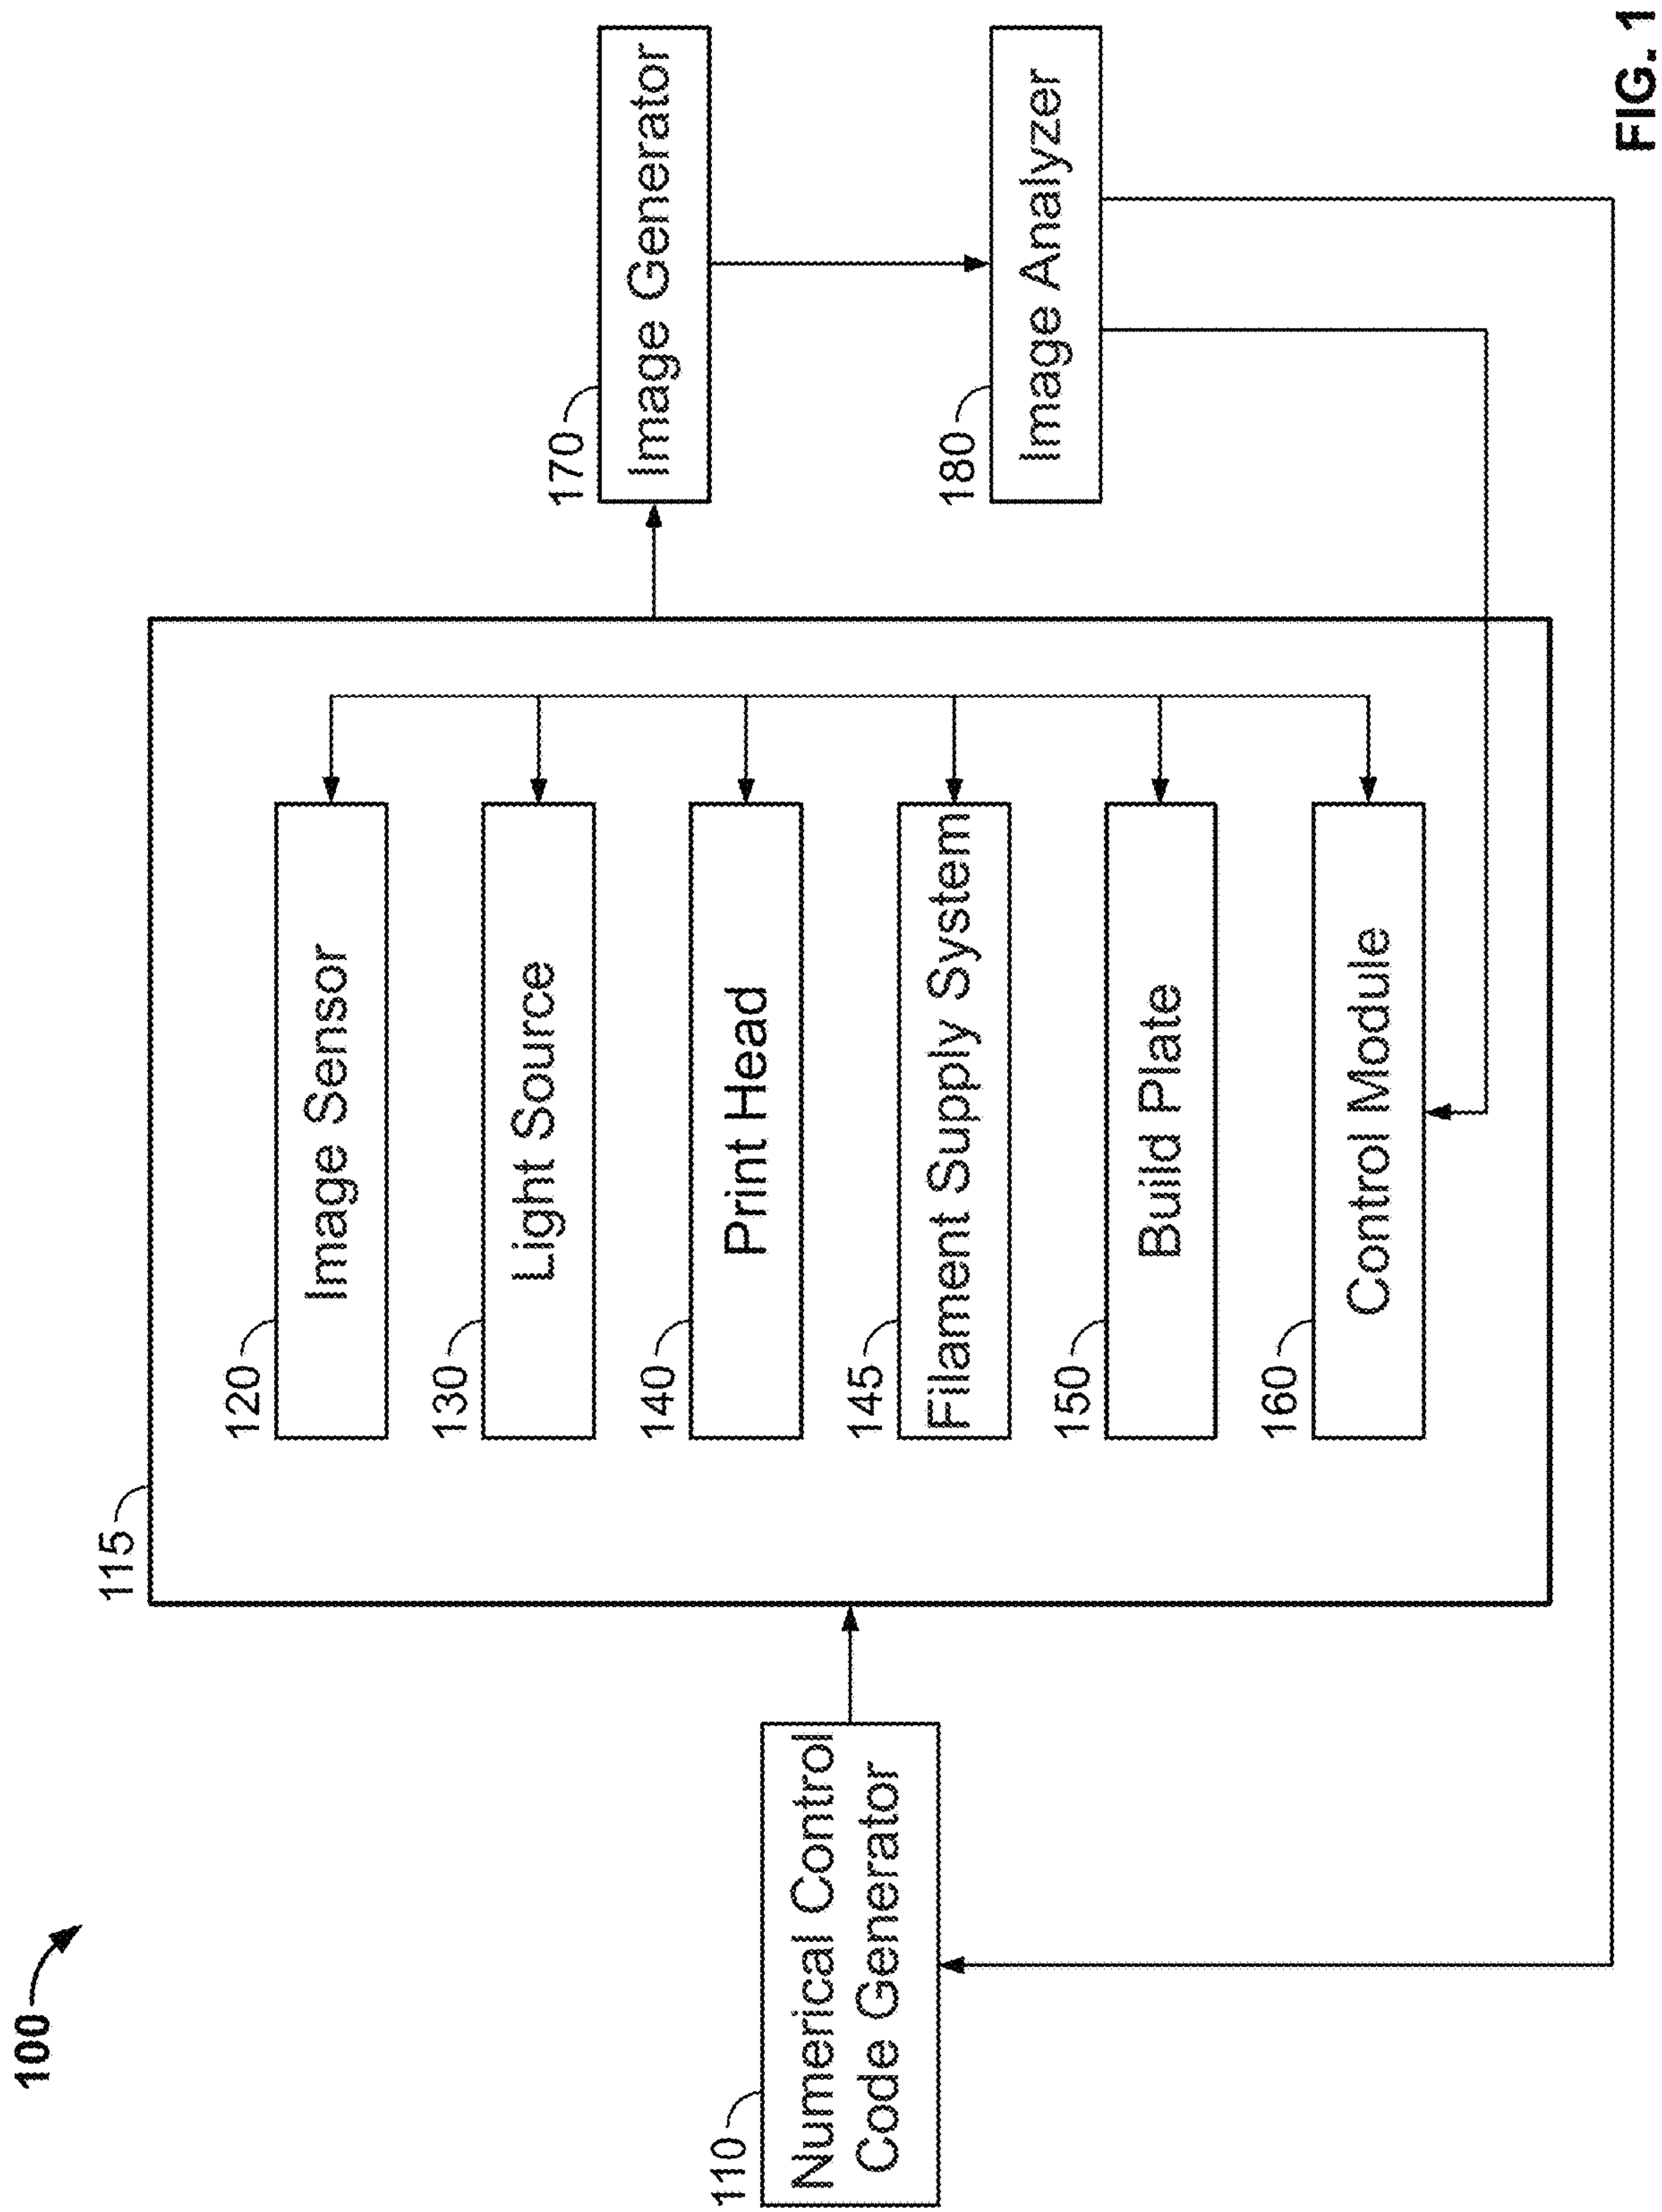 100
110
Numerical Control
Code Generator
115
120
Image Sensor
130
Light Source
140
Print Head
145
Filament Supply System
150
Build Plate
160
Control Module
170
Image Generator
180
Image Analyzer
FIG. 1